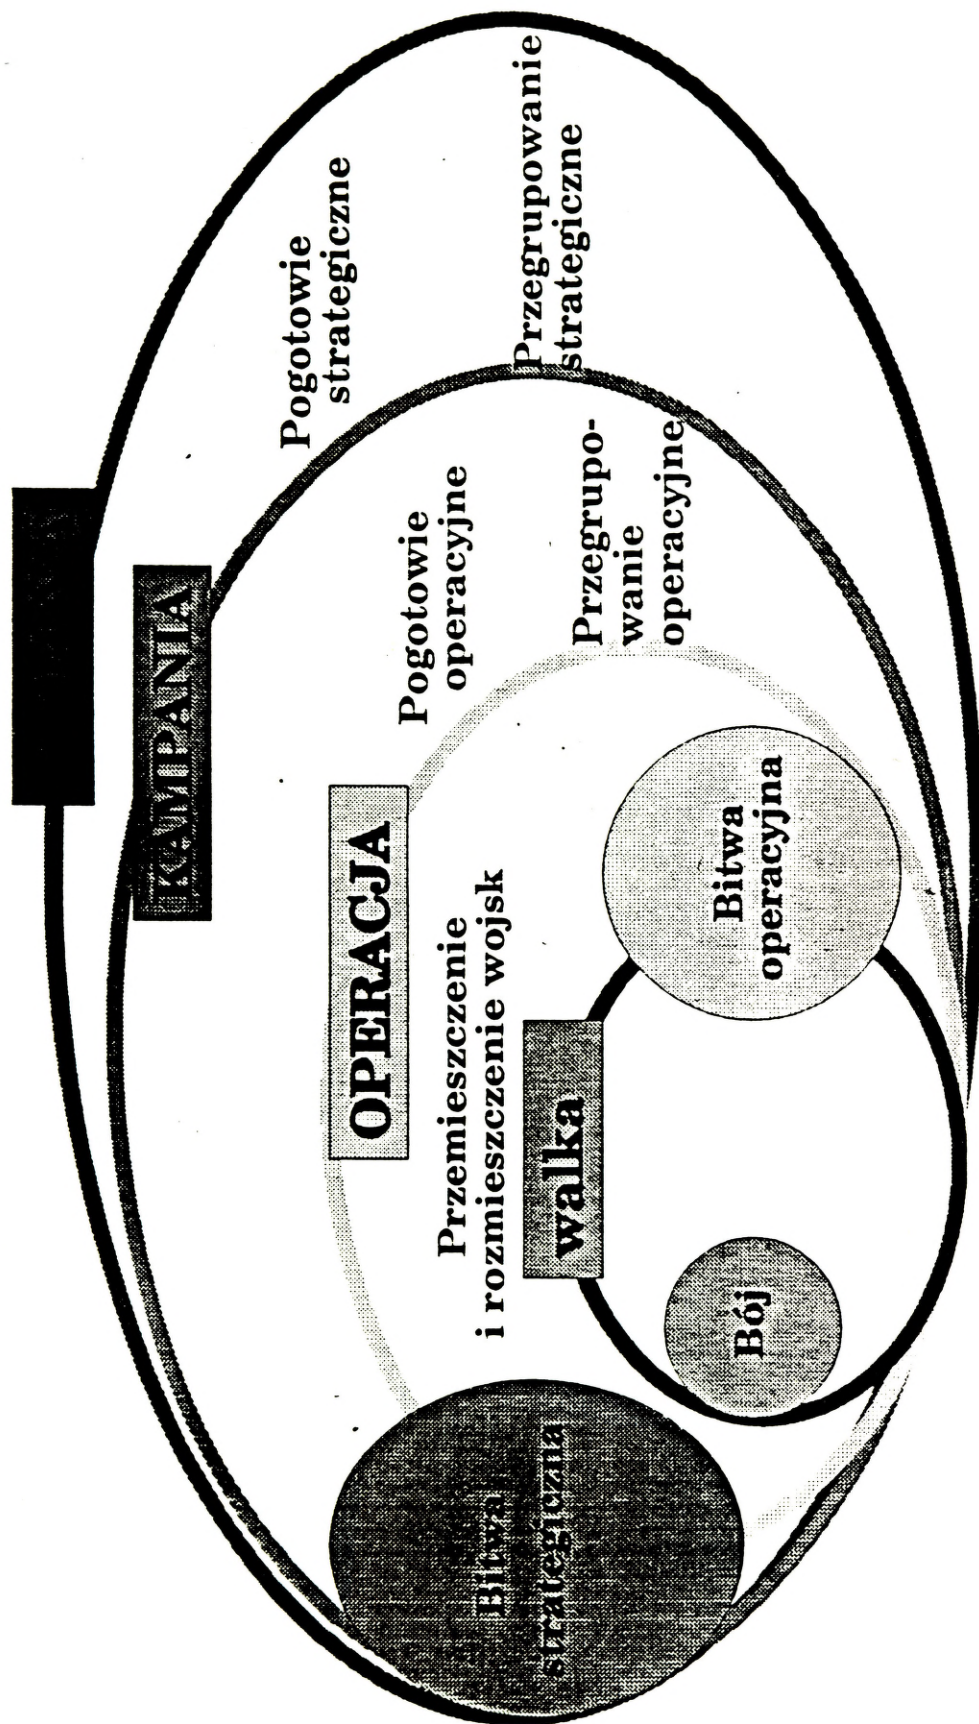 KAMPANIA
Pogotowie
strategiczne
OPERACJA
Pogotowie
operacyjne
Przemieszczenie
i rozmieszczenie wojsk
Bitwa
strategiczna
walka
Przegrupowanie
strategiczne
Przegrupo-
wanie
operacyjne
Bój
Bitwa
operacyjna